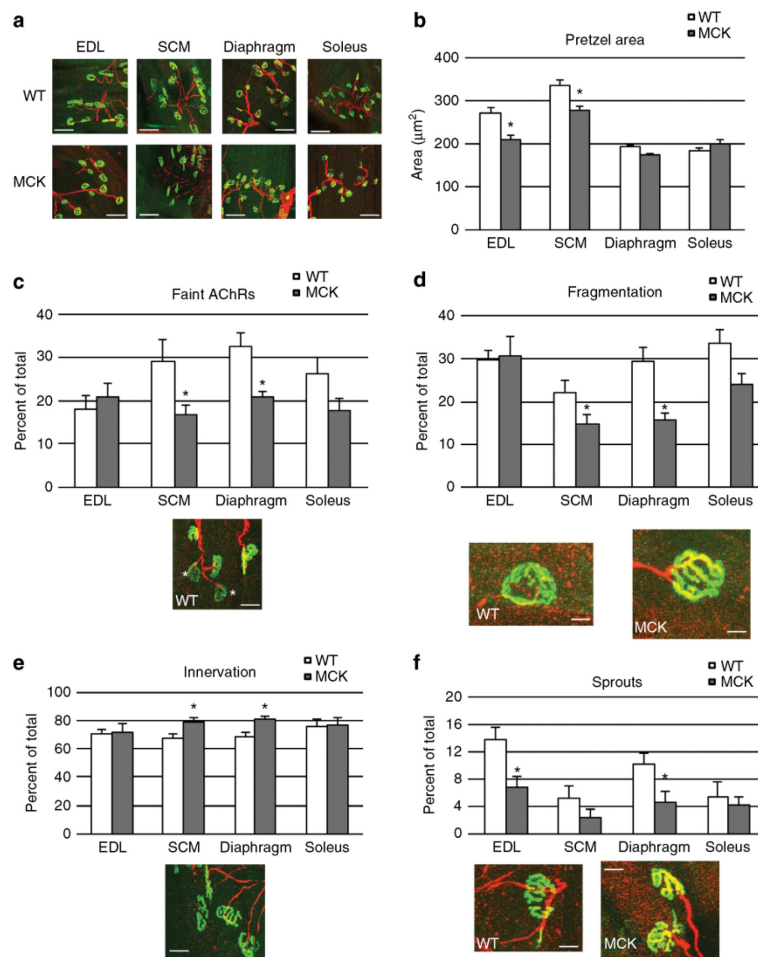 a
EDL SCM Diaphragm Soleus
WT
MCK
b
Pretzel area
WT
MCK
Area (μm²)
400
300
200
100
0
*
*
EDL SCM Diaphragm Soleus
c
Faint AChRs
WT
MCK
Percent of total
40
30
20
10
0
*
*
EDL SCM Diaphragm Soleus
*
*
WT
d
Fragmentation
WT
MCK
Percent of total
40
30
20
10
0
*
*
EDL SCM Diaphragm Soleus
WT
MCK
e
Innervation
WT
MCK
Percent of total
100
80
60
40
20
0
*
*
EDL SCM Diaphragm Soleus
f
Sprouts
WT
MCK
Percent of total
20
16
12
8
4
0
*
*
EDL SCM Diaphragm Soleus
WT
MCK